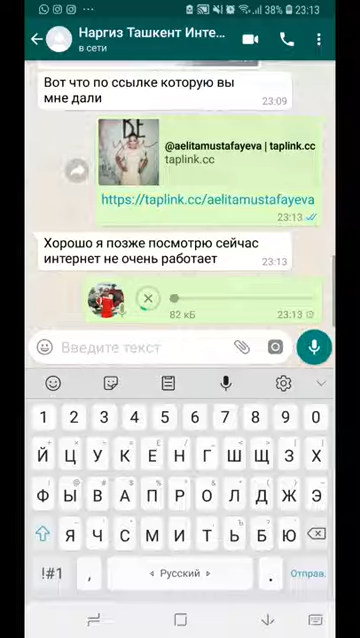 38% 23:13
Наргиз Ташкент Инте...
в сети
Вот что по ссылке которую вы
мне дали
23:09
BE
@aelitamustafayeva | taplink.cc
taplink.cc
https://taplink.cc/aelitamustafayeva
23:13
Хорошо я позже посмотрю сейчас
интернет не очень работает
23:13
82 кБ
23:13
Введите текст
1 2 3 4 5 6 7 8 9 0
Й Ц У К Е Н Г Ш Щ З Х
Ф Ы В А П Р О Л Д Ж Э
Я Ч С М И Т Ь Б Ю
!#1 , Русский . Отправ.